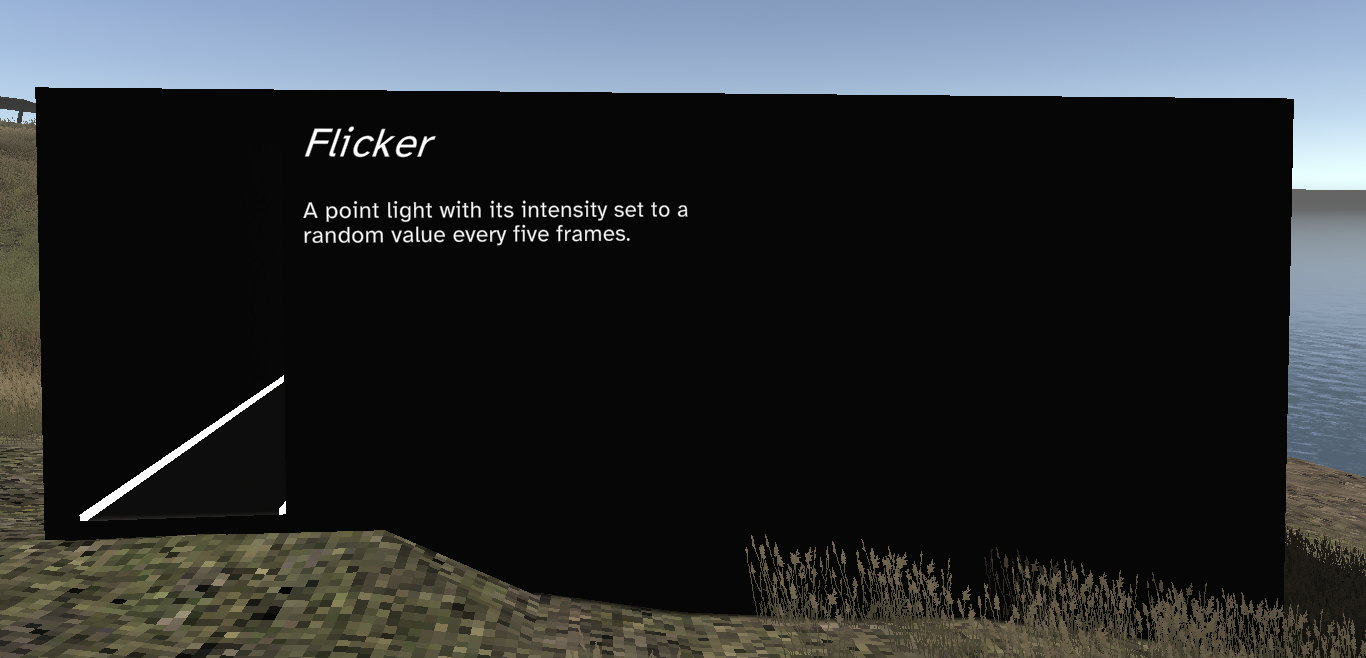 Flicker
A point light with its intensity set to a
random value every five frames.